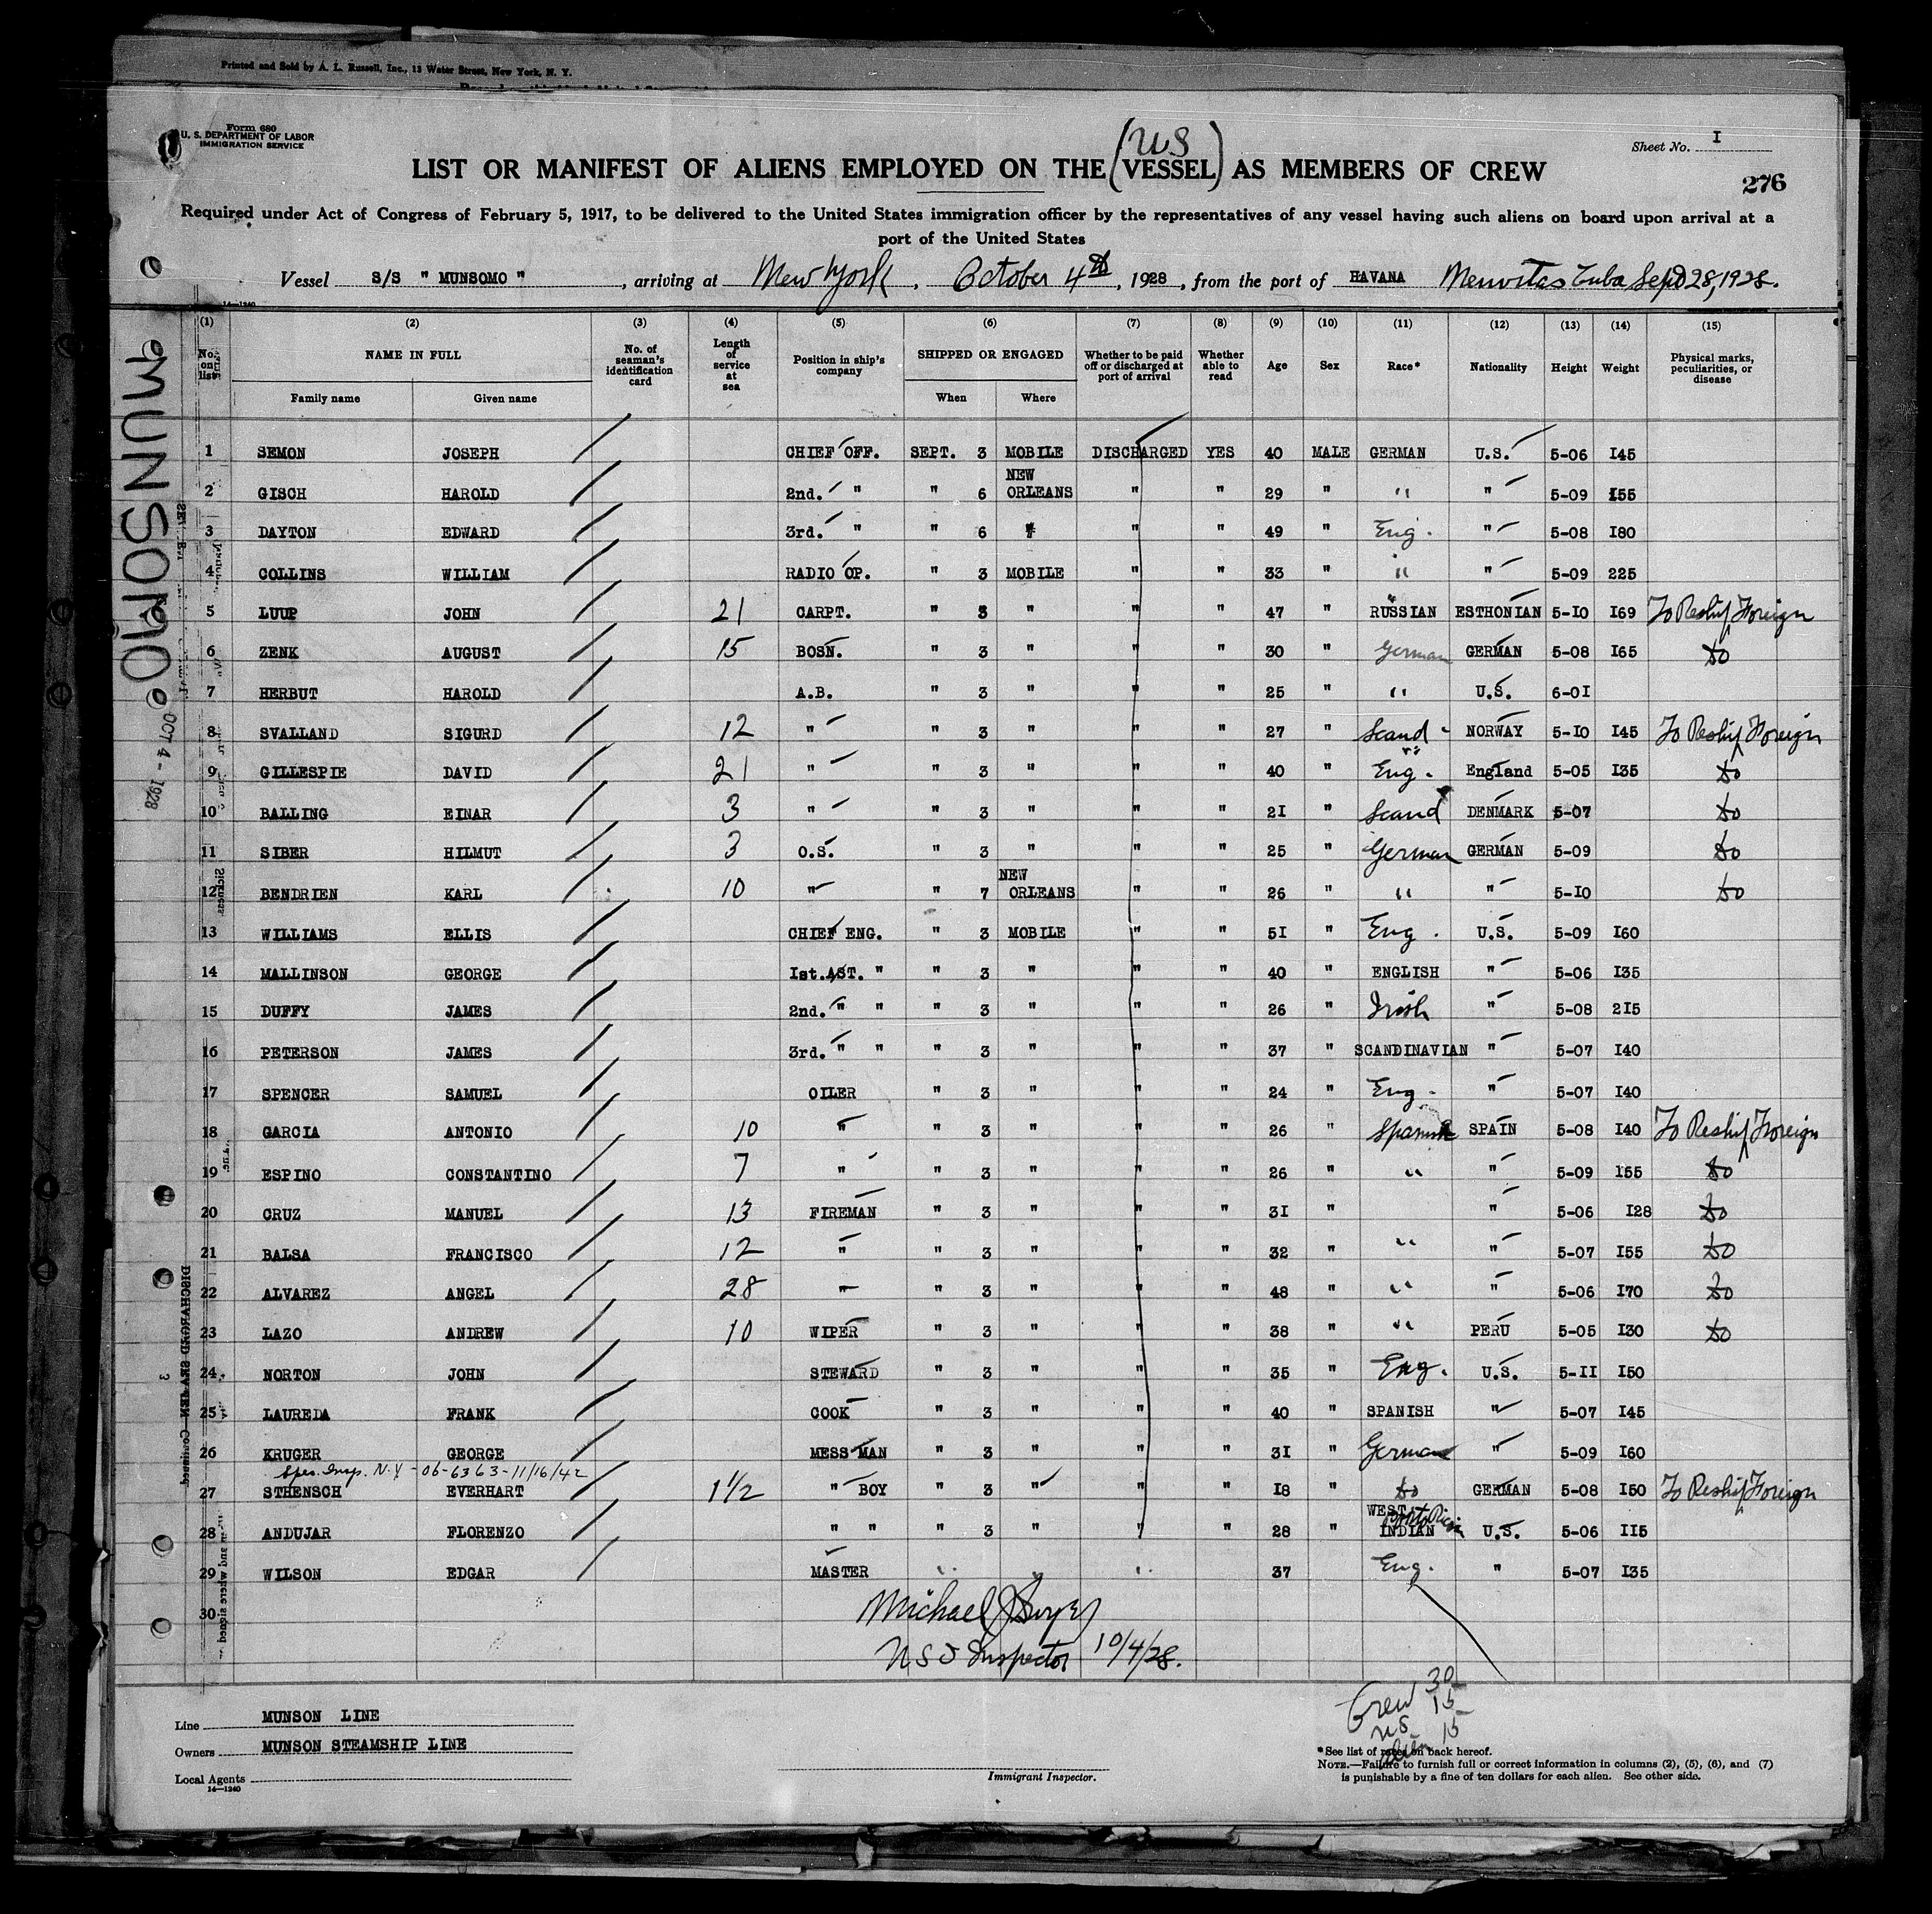 Printed and Sold by A. L. Russell, Inc., 13 Water Street, New York, N. Y.
Form 680
U. S. DEPARTMENT OF LABOR
IMMIGRATION SERVICE
Sheet No. I
(US)
LIST OR MANIFEST OF ALIENS EMPLOYED ON THE VESSEL AS MEMBERS OF CREW
276
Required under Act of Congress of February 5, 1917, to be delivered to the United States immigration officer by the representatives of any vessel having such aliens on board upon arrival at a
port of the United States
Vessel S/S " MUNSOMO " , arriving at New York , October 4th , 1928 , from the port of HAVANA Cuba Sept 28, 1928.
14—1240
(1) (2) (3) (4) (5) (6) (7) (8) (9) (10) (11) (12) (13) (14) (15)
No. on list NAME IN FULL No. of seaman's identification card Length of service at sea Position in ship's company SHIPPED OR ENGAGED Whether to be paid off or discharged at port of arrival Whether able to read Age Sex Race* Nationality Height Weight Physical marks, peculiarities, or disease
Family name Given name When Where
1 SEMON JOSEPH CHIEF OFF. SEPT. 3 MOBILE DISCHARGED YES 40 MALE GERMAN U.S. 5-06 I45
2 GISCH HAROLD 2nd. " " 6 NEW ORLEANS " " 29 " " " 5-09 I55
3 DAYTON EDWARD 3rd. " " 6 " " " 49 " Eng. " 5-08 I80
4 COLLINS WILLIAM RADIO OP. " 3 MOBILE " " 33 " " " 5-09 225
5 LUUP JOHN 21 CARPT. " 3 " " " 47 " RUSSIAN ESTHONIAN 5-I0 I69 To Reship Foreign
6 ZENK AUGUST 15 BOSN. " 3 " " " 30 " German GERMAN 5-08 I65 do
7 HERBUT HAROLD A.B. " 3 " " " 25 " " U.S. 6-0I
8 SVALLAND SIGURD 12 " " 3 " " " 27 " Scand NORWAY 5-I0 I45 To Reship Foreign
9 GILLESPIE DAVID 21 " " 3 " " " 40 " Eng. England 5-05 I35 do
10 BALLING EINAR 3 " " 3 " " " 2I " Scand DENMARK 5-07 do
11 SIBER HILMUT 3 O.S. " 3 " " " 25 " German GERMAN 5-09 do
12 BENDRIEN KARL 10 " " 7 NEW ORLEANS " " 26 " " " 5-I0 do
13 WILLIAMS ELLIS CHIEF ENG. " 3 MOBILE " " 5I " Eng. U.S. 5-09 I60
14 MALLINSON GEORGE Ist.AST. " " 3 " " " 40 " ENGLISH " 5-06 I35
15 DUFFY JAMES 2nd. " " " 3 " " " 26 " Irish " 5-08 2I5
16 PETERSON JAMES 3rd. " " " 3 " " " 37 " SCANDINAVIAN " 5-07 I40
17 SPENCER SAMUEL OILER " 3 " " " 24 " Eng. " 5-07 I40
18 GARCIA ANTONIO 10 " " 3 " " " 26 " Spanish SPAIN 5-08 I40 To Reship Foreign
19 ESPINO CONSTANTINO 7 " " 3 " " " 26 " " " 5-09 I55 do
20 CRUZ MANUEL 13 FIREMAN " 3 " " " 3I " " 5-06 I28 do
21 BALSA FRANCISCO 12 " " 3 " " " 32 " " " 5-07 I55 do
22 ALVAREZ ANGEL 28 " " 3 " " " 48 " " " 5-06 I70 do
23 LAZO ANDREW 10 WIPER " 3 " " " 38 " " PERU 5-05 I30 do
24 NORTON JOHN STEWARD " 3 " " " 35 " Eng. U.S. 5-II I50
25 LAUREDA FRANK COOK " 3 " " " 40 " SPANISH " 5-07 I45
26 KRUGER GEORGE MESS MAN " 3 " " " 3I " German " 5-09 I60
Spec. Insp. N.Y - 06-6363-11/16/42
27 STHENSCH EVERHART 1 1/2 " BOY " 3 " " " I8 " do GERMAN 5-08 I50 To Reship Foreign
28 ANDUJAR FLORENZO " " " 3 " " " 28 " WEST INDIAN Porto Rican U.S. 5-06 II5
29 WILSON EDGAR MASTER " " " 37 Eng. " 5-07 I35
30
Michael
US Inspector 10/4/28.
Crew 30
US 15
alien 15
Line MUNSON LINE
Owners MUNSON STEAMSHIP LINE
Local Agents
14—1240
Immigrant Inspector.
*See list of races on back hereof.
NOTE.—Failure to furnish full or correct information in columns (2), (5), (6), and (7)
is punishable by a fine of ten dollars for each alien. See other side.
MUNSOMO
OCT 4 - 1928